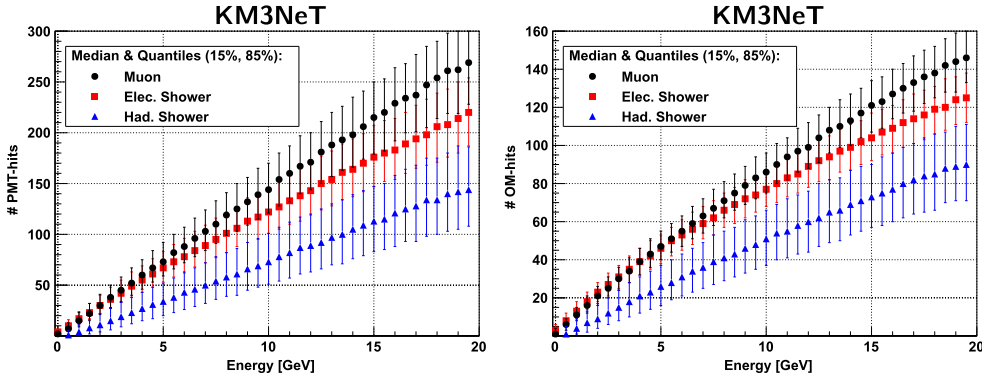 KM3NeT
300
250
200
150
100
50
0
5
10
15
20
# PMT-hits
Energy [GeV]
Median & Quantiles (15%, 85%):
Muon
Elec. Shower
Had. Shower
KM3NeT
160
140
120
100
80
60
40
20
0
5
10
15
20
# OM-hits
Energy [GeV]
Median & Quantiles (15%, 85%):
Muon
Elec. Shower
Had. Shower